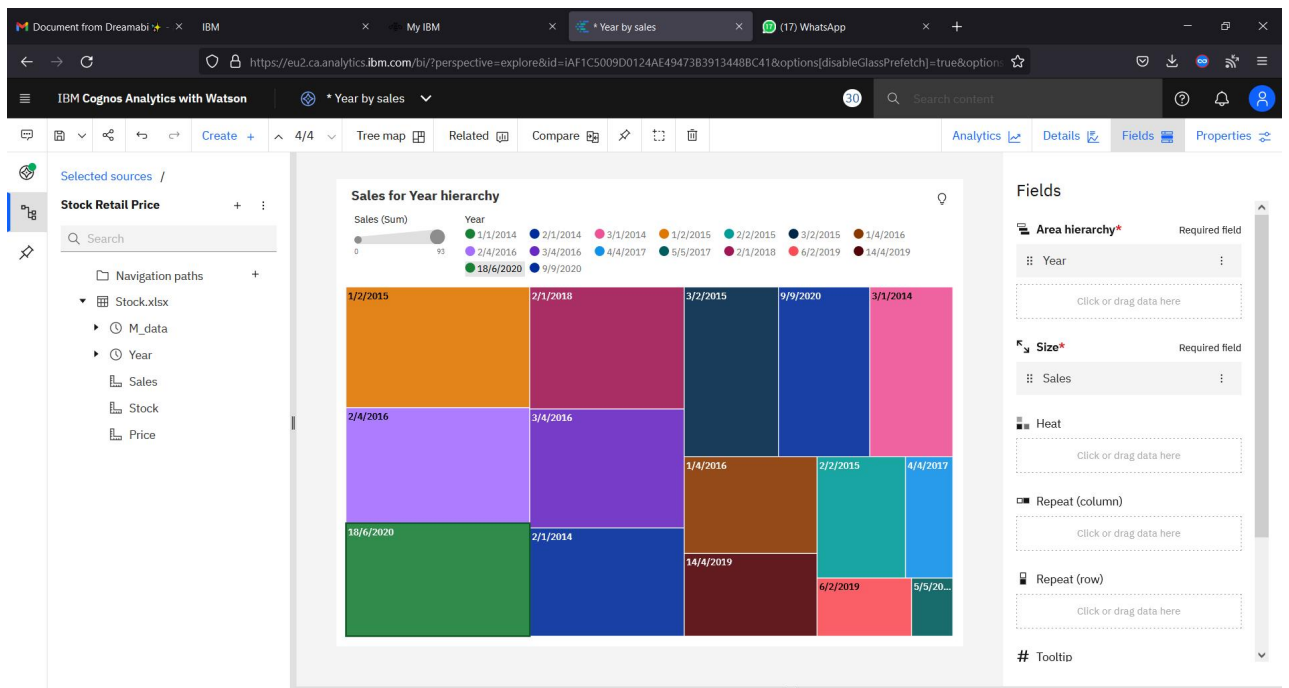 Document from Dreamabi ✨ -
IBM
My IBM
* Year by sales
(17) WhatsApp
https://eu2.ca.analytics.ibm.com/bi/?perspective=explore&id=iAF1C5009D0124AE49473B3913448BC41&options[disableGlassPrefetch]=true&option
IBM Cognos Analytics with Watson
* Year by sales
30
Search content
Create +
4/4
Tree map
Related
Compare
Analytics
Details
Fields
Properties
Selected sources /
Stock Retail Price
Search
Navigation paths
Stock.xlsx
M_data
Year
Sales
Stock
Price
Sales for Year hierarchy
Sales (Sum)
0 93
Year
1/1/2014 2/1/2014 3/1/2014 1/2/2015 2/2/2015 3/2/2015 1/4/2016
2/4/2016 3/4/2016 4/4/2017 5/5/2017 2/1/2018 6/2/2019 14/4/2019
18/6/2020 9/9/2020
1/2/2015 2/1/2018 3/2/2015 9/9/2020 3/1/2014
2/4/2016 3/4/2016
1/4/2016 2/2/2015 4/4/2017
18/6/2020 2/1/2014
14/4/2019
6/2/2019 5/5/20...
Fields
Area hierarchy* Required field
Year
Click or drag data here
Size* Required field
Sales
Heat
Click or drag data here
Repeat (column)
Click or drag data here
Repeat (row)
Click or drag data here
# Tooltip